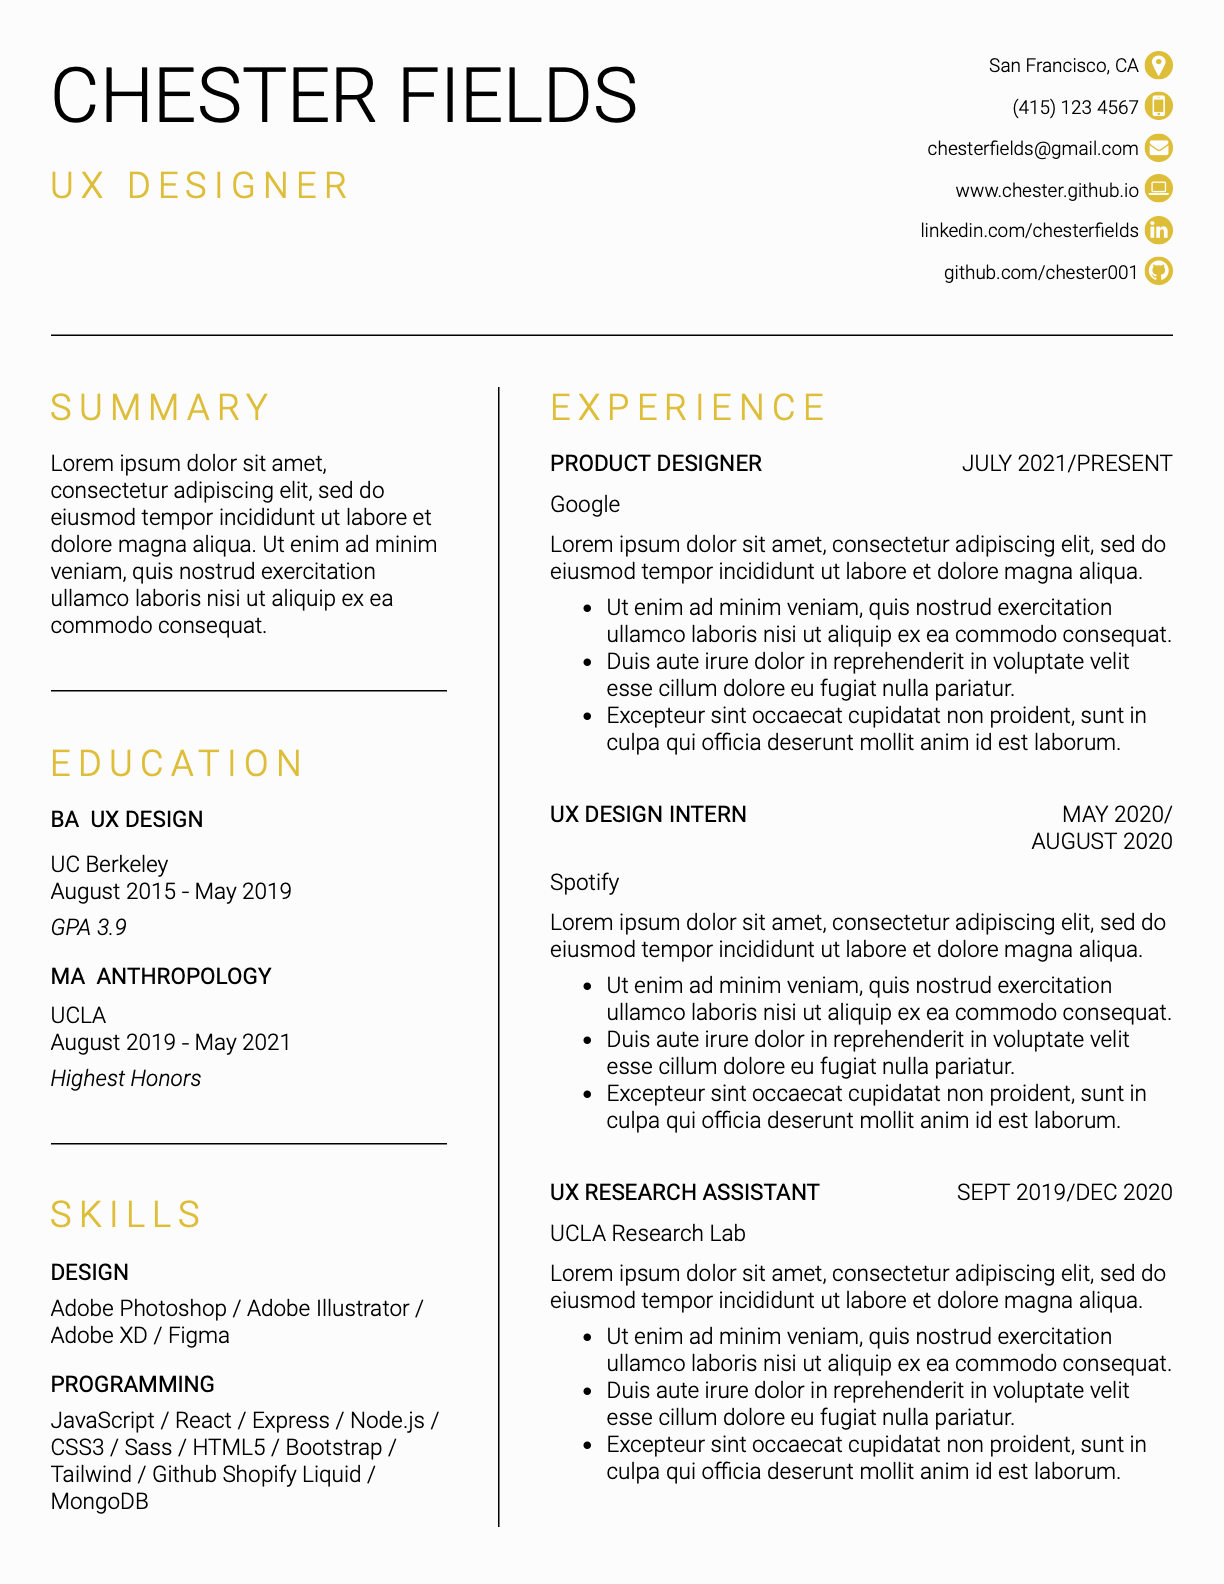 CHESTER FIELDS
UX DESIGNER
San Francisco, CA
(415) 123 4567
chesterfields@gmail.com
www.chester.github.io
linkedin.com/chesterfields
github.com/chester001
SUMMARY
Lorem ipsum dolor sit amet,
consectetur adipiscing elit, sed do
eiusmod tempor incididunt ut labore et
dolore magna aliqua. Ut enim ad minim
veniam, quis nostrud exercitation
ullamco laboris nisi ut aliquip ex ea
commodo consequat.
EDUCATION
BA  UX DESIGN
UC Berkeley
August 2015 - May 2019
GPA 3.9
MA  ANTHROPOLOGY
UCLA
August 2019 - May 2021
Highest Honors
SKILLS
DESIGN
Adobe Photoshop / Adobe Illustrator /
Adobe XD / Figma
PROGRAMMING
JavaScript / React / Express / Node.js /
CSS3 / Sass / HTML5 / Bootstrap /
Tailwind / Github Shopify Liquid /
MongoDB
EXPERIENCE
PRODUCT DESIGNER JULY 2021/PRESENT
Google
Lorem ipsum dolor sit amet, consectetur adipiscing elit, sed do
eiusmod tempor incididunt ut labore et dolore magna aliqua.
• Ut enim ad minim veniam, quis nostrud exercitation
ullamco laboris nisi ut aliquip ex ea commodo consequat.
• Duis aute irure dolor in reprehenderit in voluptate velit
esse cillum dolore eu fugiat nulla pariatur.
• Excepteur sint occaecat cupidatat non proident, sunt in
culpa qui officia deserunt mollit anim id est laborum.
UX DESIGN INTERN MAY 2020/
AUGUST 2020
Spotify
Lorem ipsum dolor sit amet, consectetur adipiscing elit, sed do
eiusmod tempor incididunt ut labore et dolore magna aliqua.
• Ut enim ad minim veniam, quis nostrud exercitation
ullamco laboris nisi ut aliquip ex ea commodo consequat.
• Duis aute irure dolor in reprehenderit in voluptate velit
esse cillum dolore eu fugiat nulla pariatur.
• Excepteur sint occaecat cupidatat non proident, sunt in
culpa qui officia deserunt mollit anim id est laborum.
UX RESEARCH ASSISTANT SEPT 2019/DEC 2020
UCLA Research Lab
Lorem ipsum dolor sit amet, consectetur adipiscing elit, sed do
eiusmod tempor incididunt ut labore et dolore magna aliqua.
• Ut enim ad minim veniam, quis nostrud exercitation
ullamco laboris nisi ut aliquip ex ea commodo consequat.
• Duis aute irure dolor in reprehenderit in voluptate velit
esse cillum dolore eu fugiat nulla pariatur.
• Excepteur sint occaecat cupidatat non proident, sunt in
culpa qui officia deserunt mollit anim id est laborum.